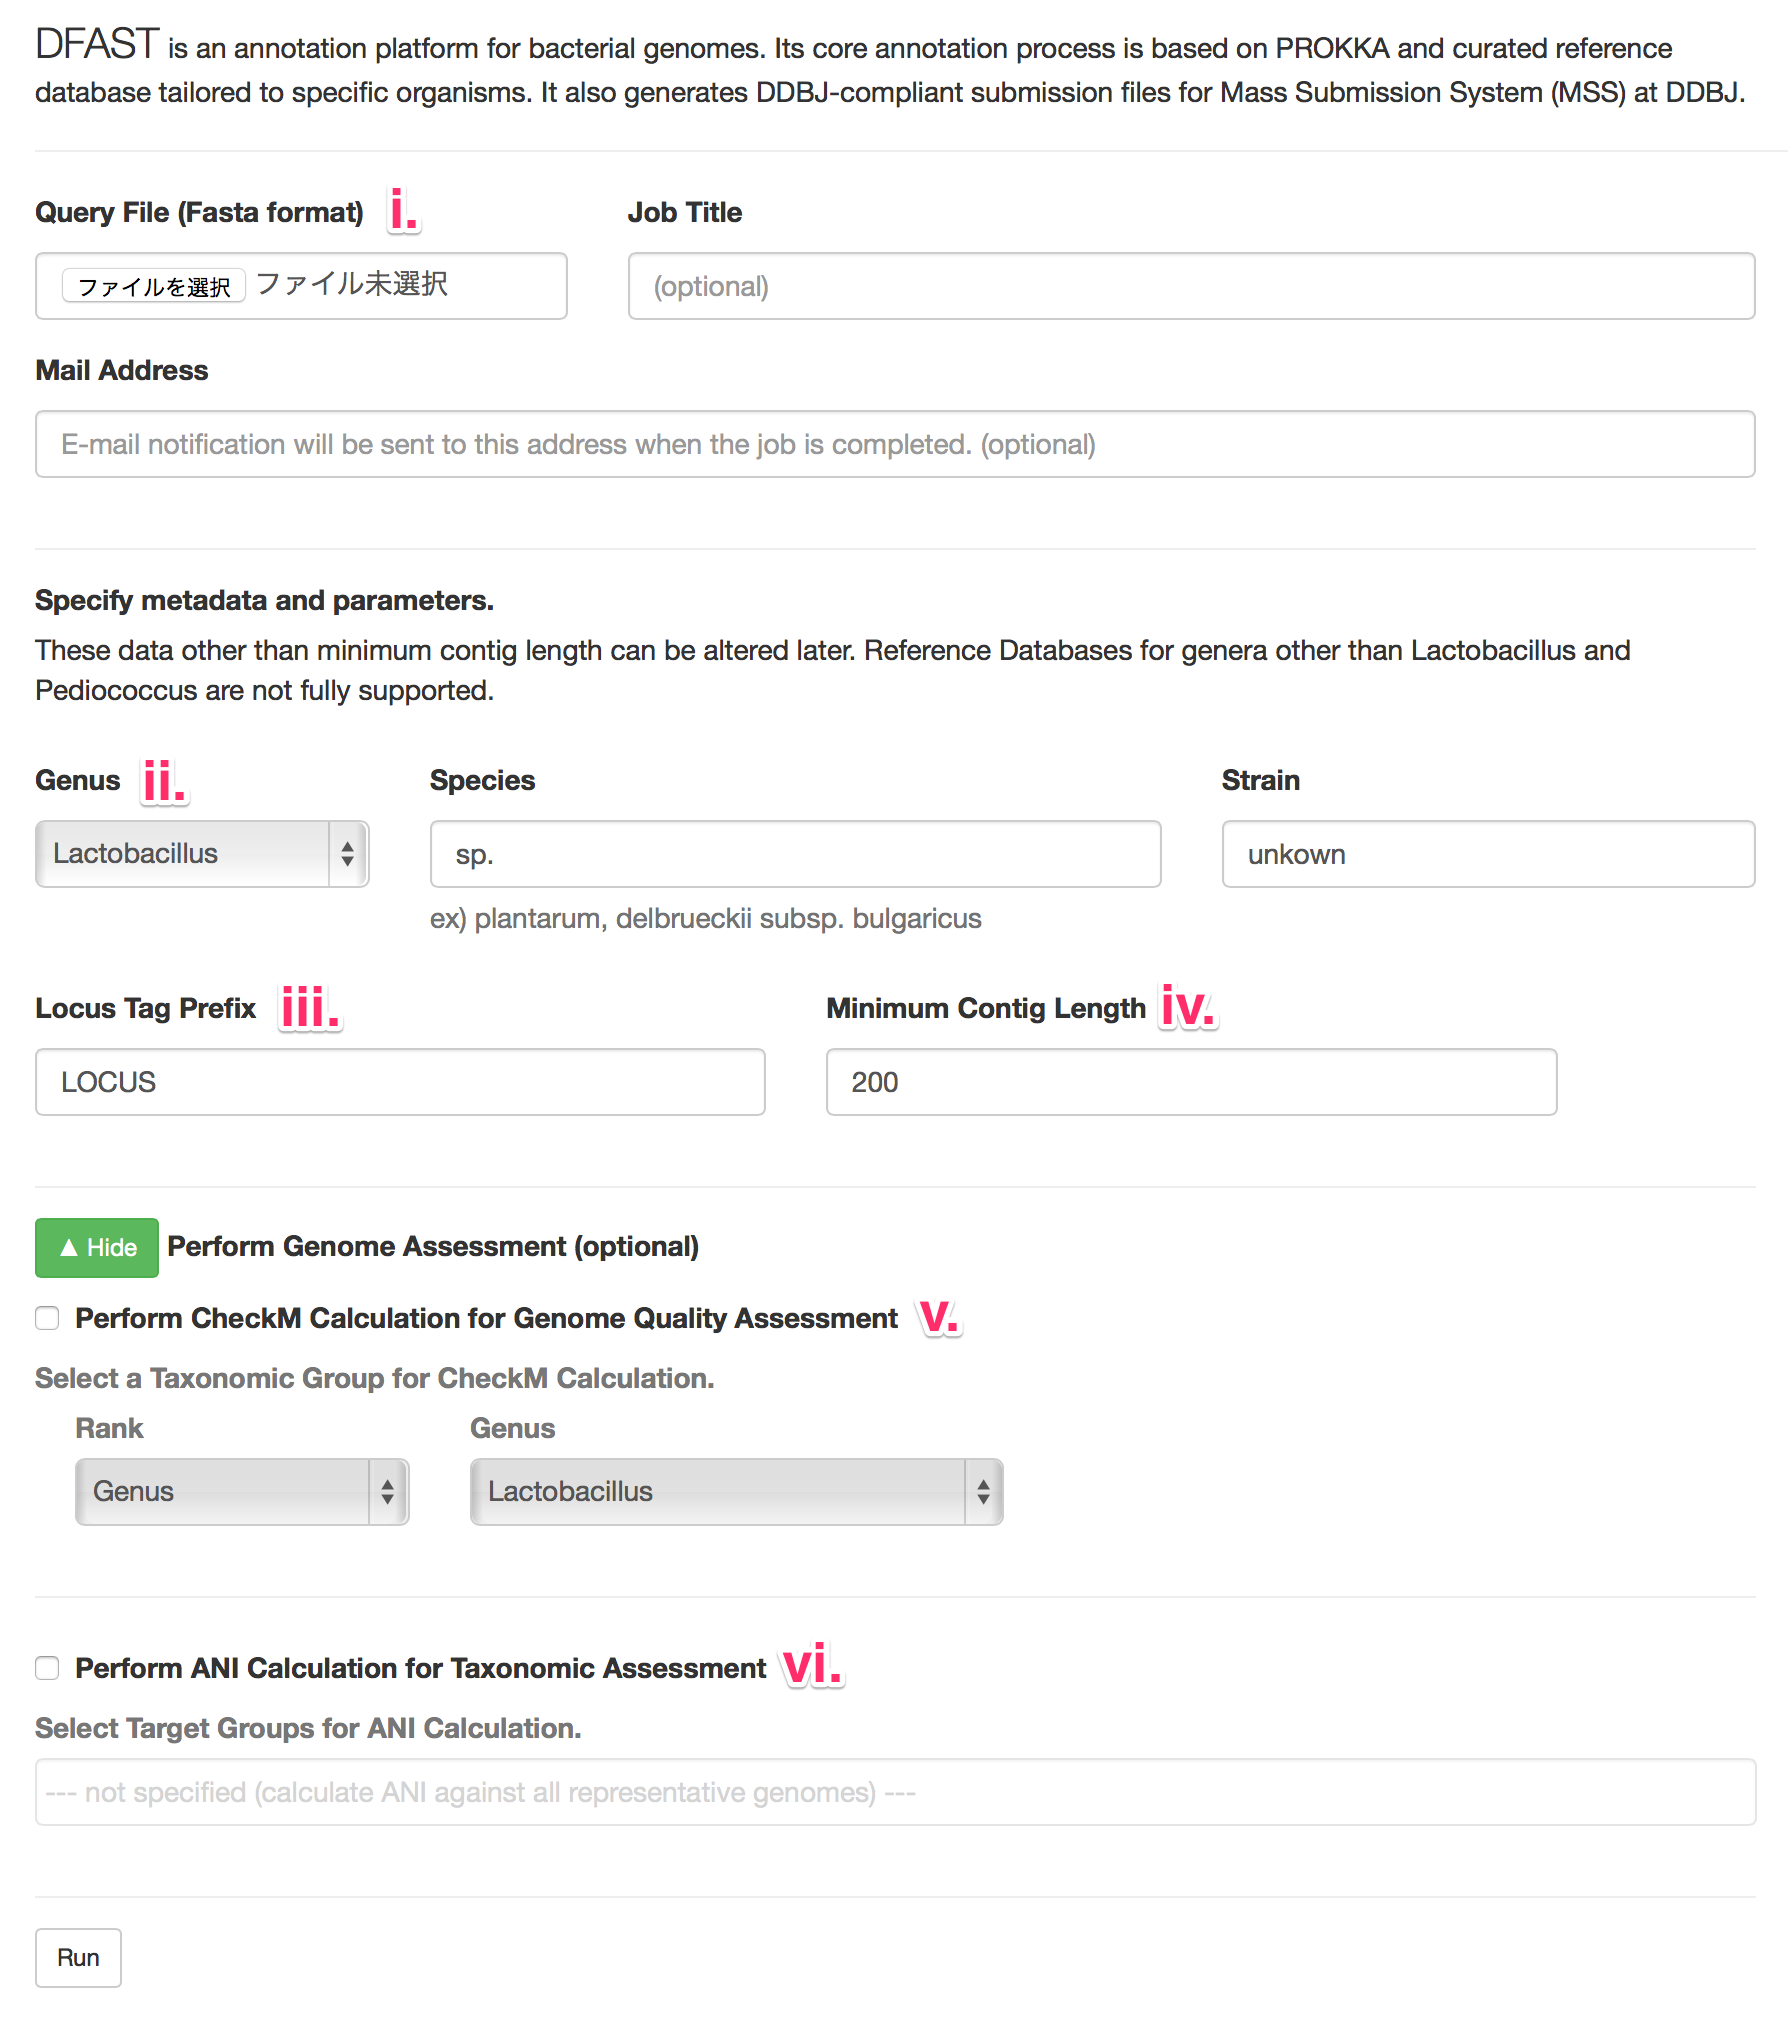 DFAST is an annotation platform for bacterial genomes. Its core annotation process is based on PROKKA and curated reference
database tailored to specific organisms. It also generates DDBJ-compliant submission files for Mass Submission System (MSS) at DDBJ.
Query File (Fasta format) i. Job Title
ファイルを選択 ファイル未選択 (optional)
Mail Address
E-mail notification will be sent to this address when the job is completed. (optional)
Specify metadata and parameters.
These data other than minimum contig length can be altered later. Reference Databases for genera other than Lactobacillus and
Pediococcus are not fully supported.
Genus ii. Species Strain
Lactobacillus sp. unkown
ex) plantarum, delbrueckii subsp. bulgaricus
Locus Tag Prefix iii. Minimum Contig Length iv.
LOCUS 200
▲ Hide Perform Genome Assessment (optional)
Perform CheckM Calculation for Genome Quality Assessment v.
Select a Taxonomic Group for CheckM Calculation.
Rank Genus
Genus Lactobacillus
Perform ANI Calculation for Taxonomic Assessment vi.
Select Target Groups for ANI Calculation.
--- not specified (calculate ANI against all representative genomes) ---
Run